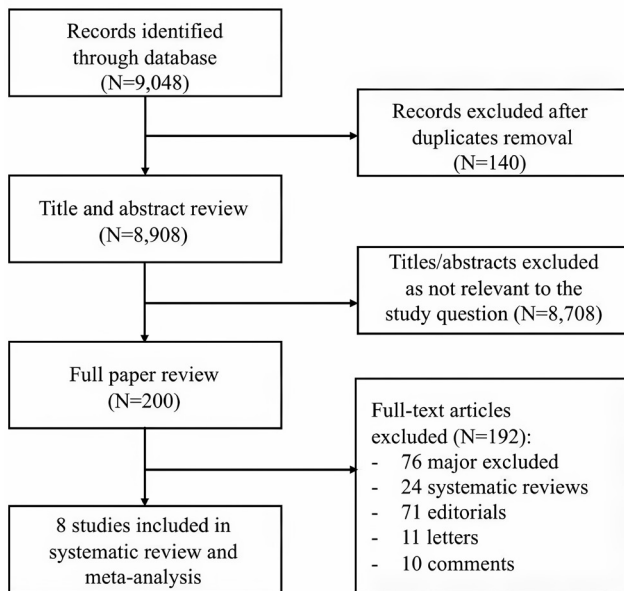 Records identified
through database
(N=9,048)
Records excluded after
duplicates removal
(N=140)
Title and abstract review
(N=8,908)
Titles/abstracts excluded
as not relevant to the
study question (N=8,708)
Full paper review
(N=200)
Full-text articles
excluded (N=192):
- 76 major excluded
- 24 systematic reviews
- 71 editorials
- 11 letters
- 10 comments
8 studies included in
systematic review and
meta-analysis